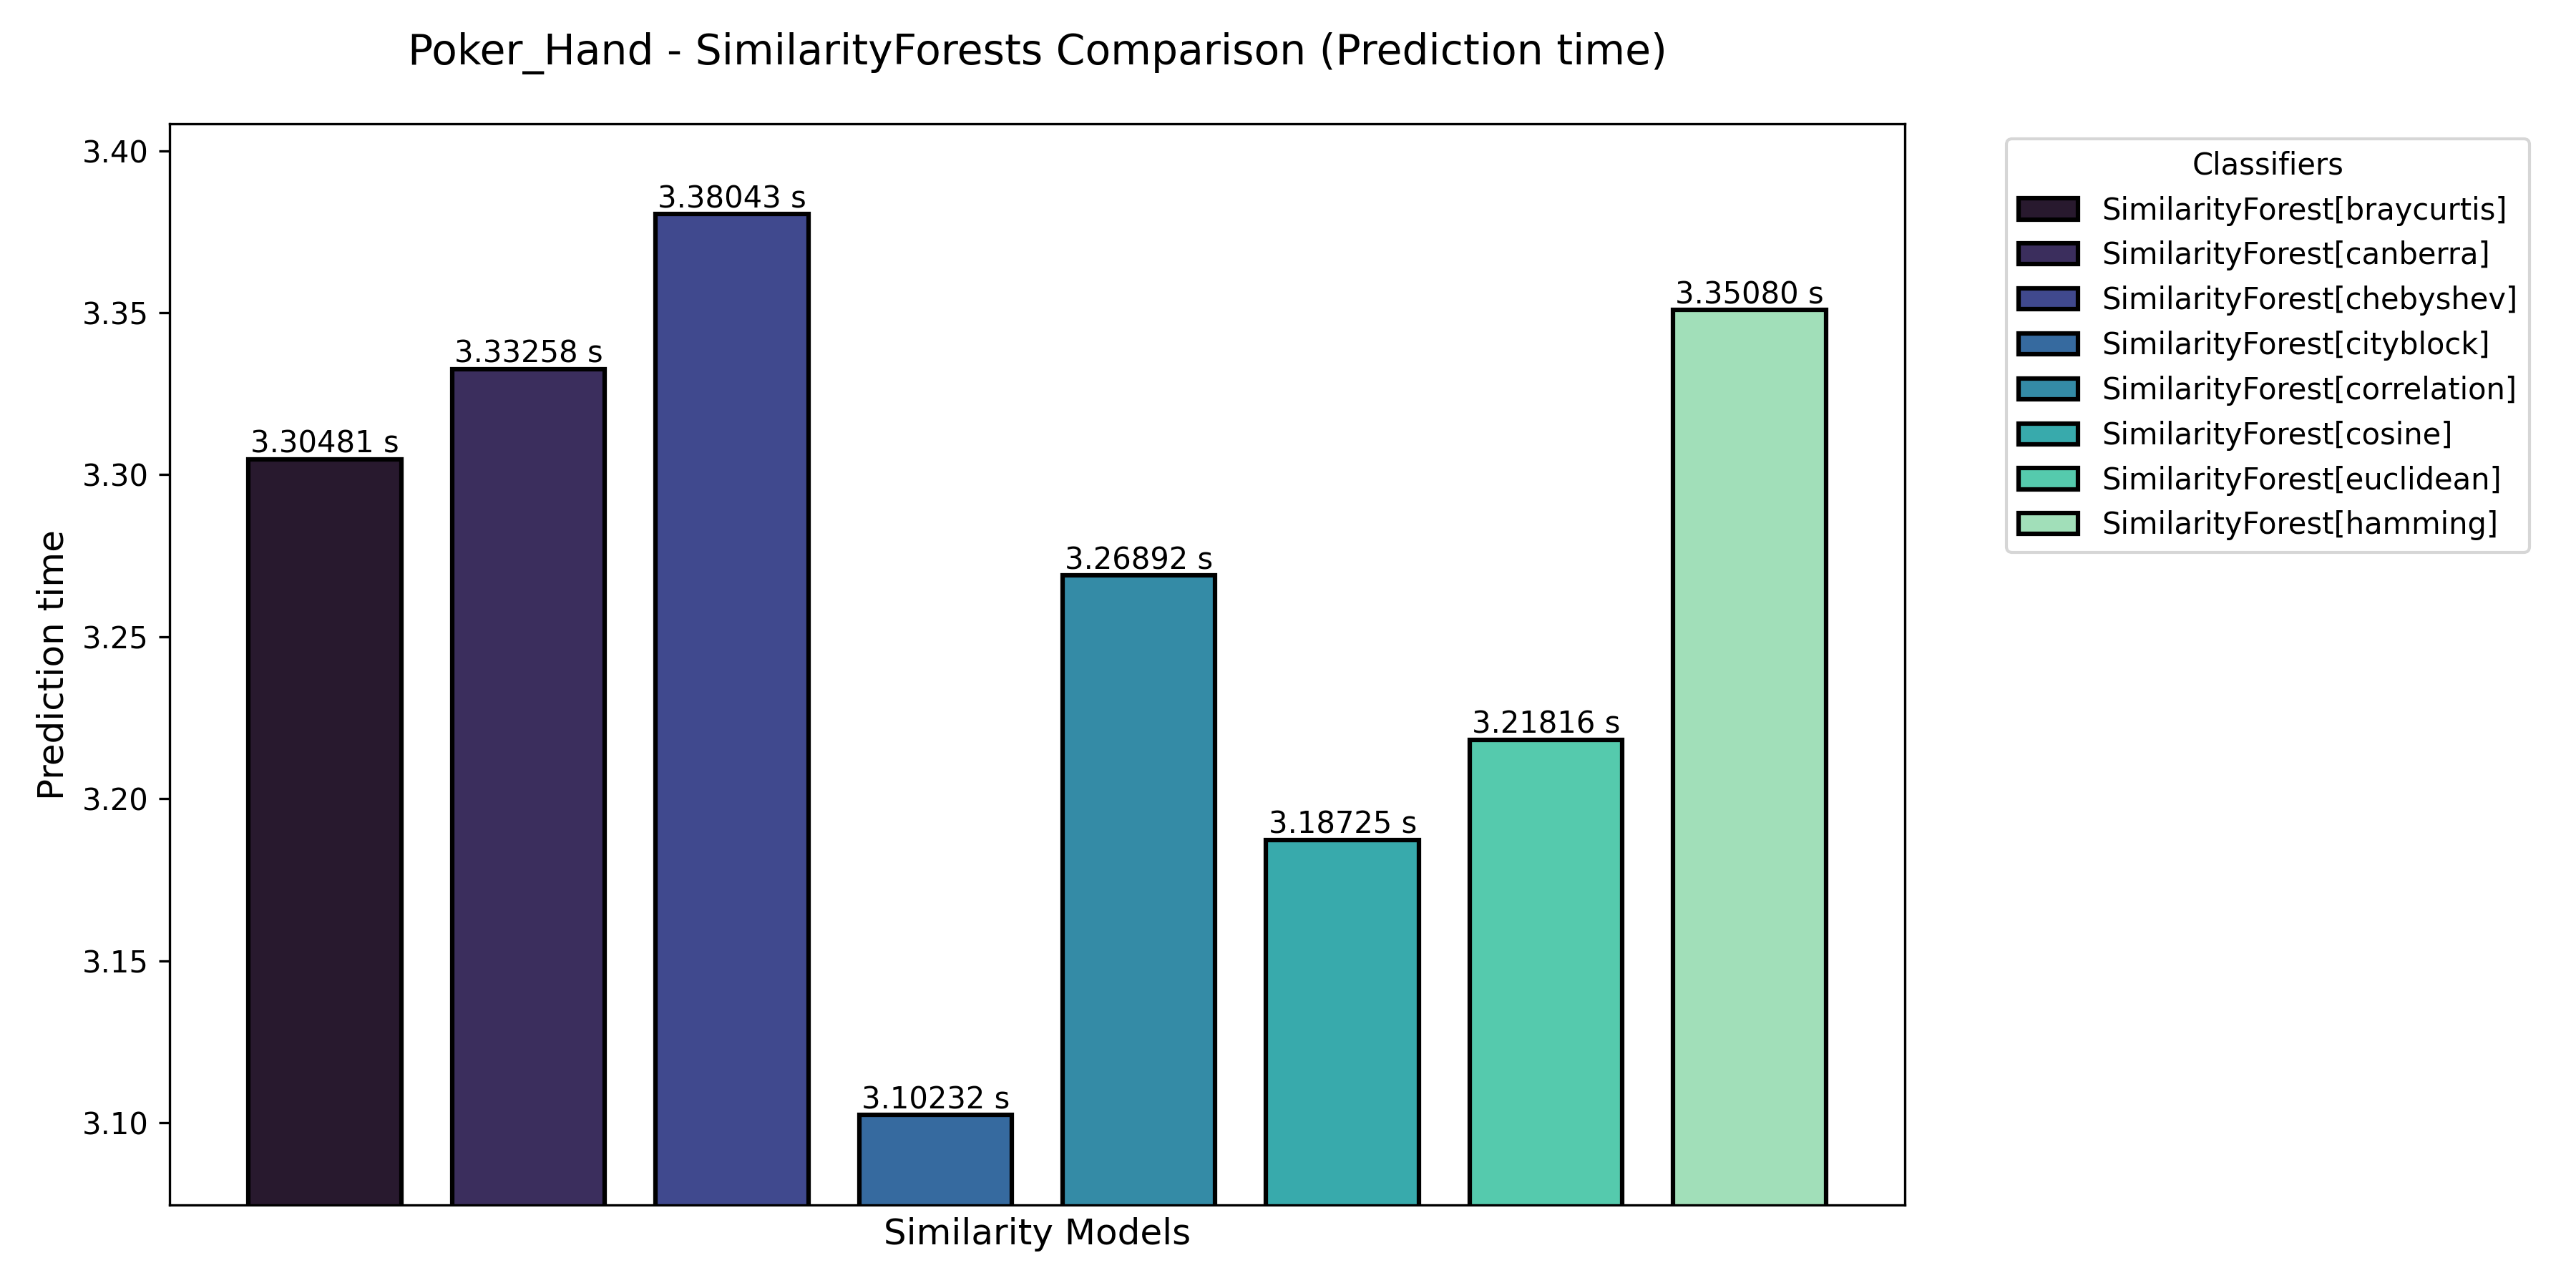 Poker_Hand - SimilarityForests Comparison (Prediction time)
Prediction time
3.40
3.35
3.30
3.25
3.20
3.15
3.10
3.30481 s
3.33258 s
3.38043 s
3.10232 s
3.26892 s
3.18725 s
3.21816 s
3.35080 s
Similarity Models
Classifiers
SimilarityForest[braycurtis]
SimilarityForest[canberra]
SimilarityForest[chebyshev]
SimilarityForest[cityblock]
SimilarityForest[correlation]
SimilarityForest[cosine]
SimilarityForest[euclidean]
SimilarityForest[hamming]